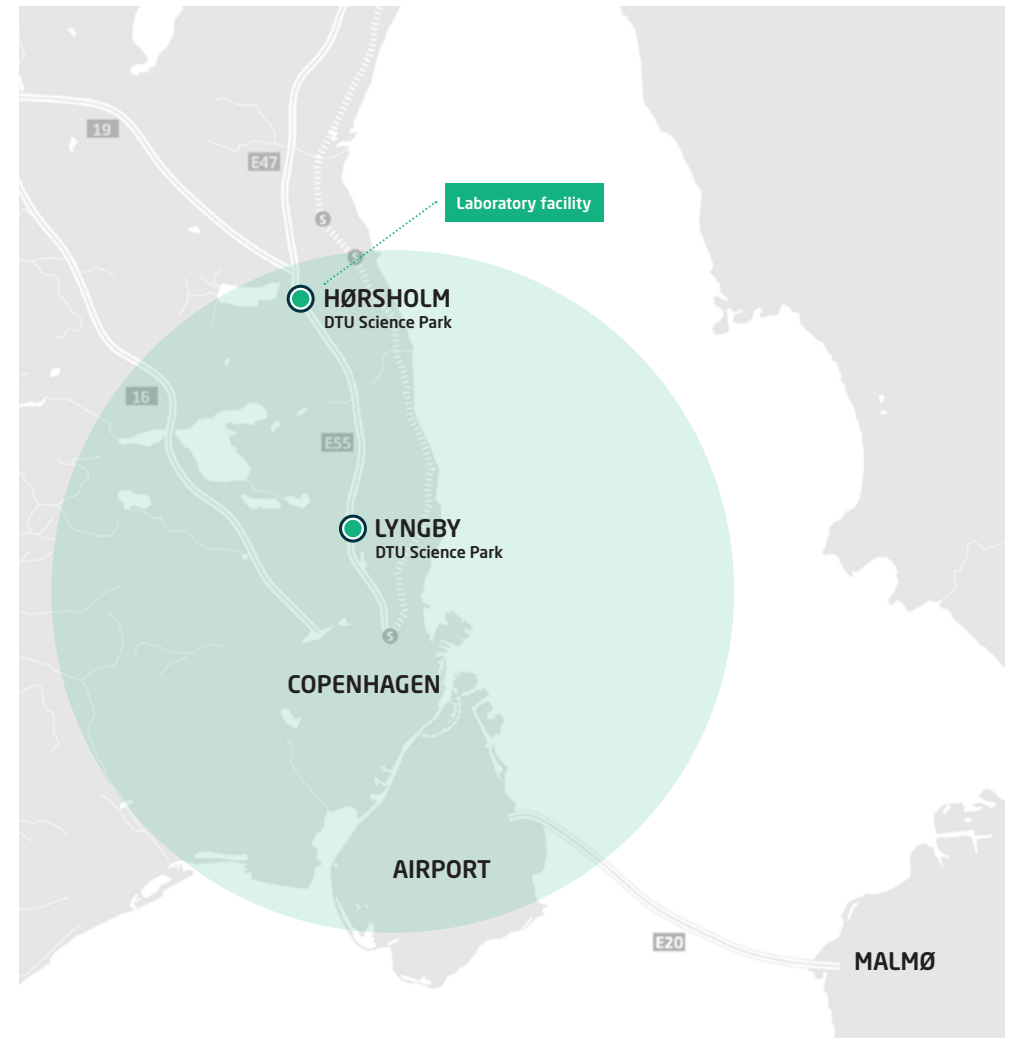 19
E47
Laboratory facility
S
S
HØRSHOLM
DTU Science Park
16
E55
LYNGBY
DTU Science Park
S
COPENHAGEN
AIRPORT
E20
MALMØ